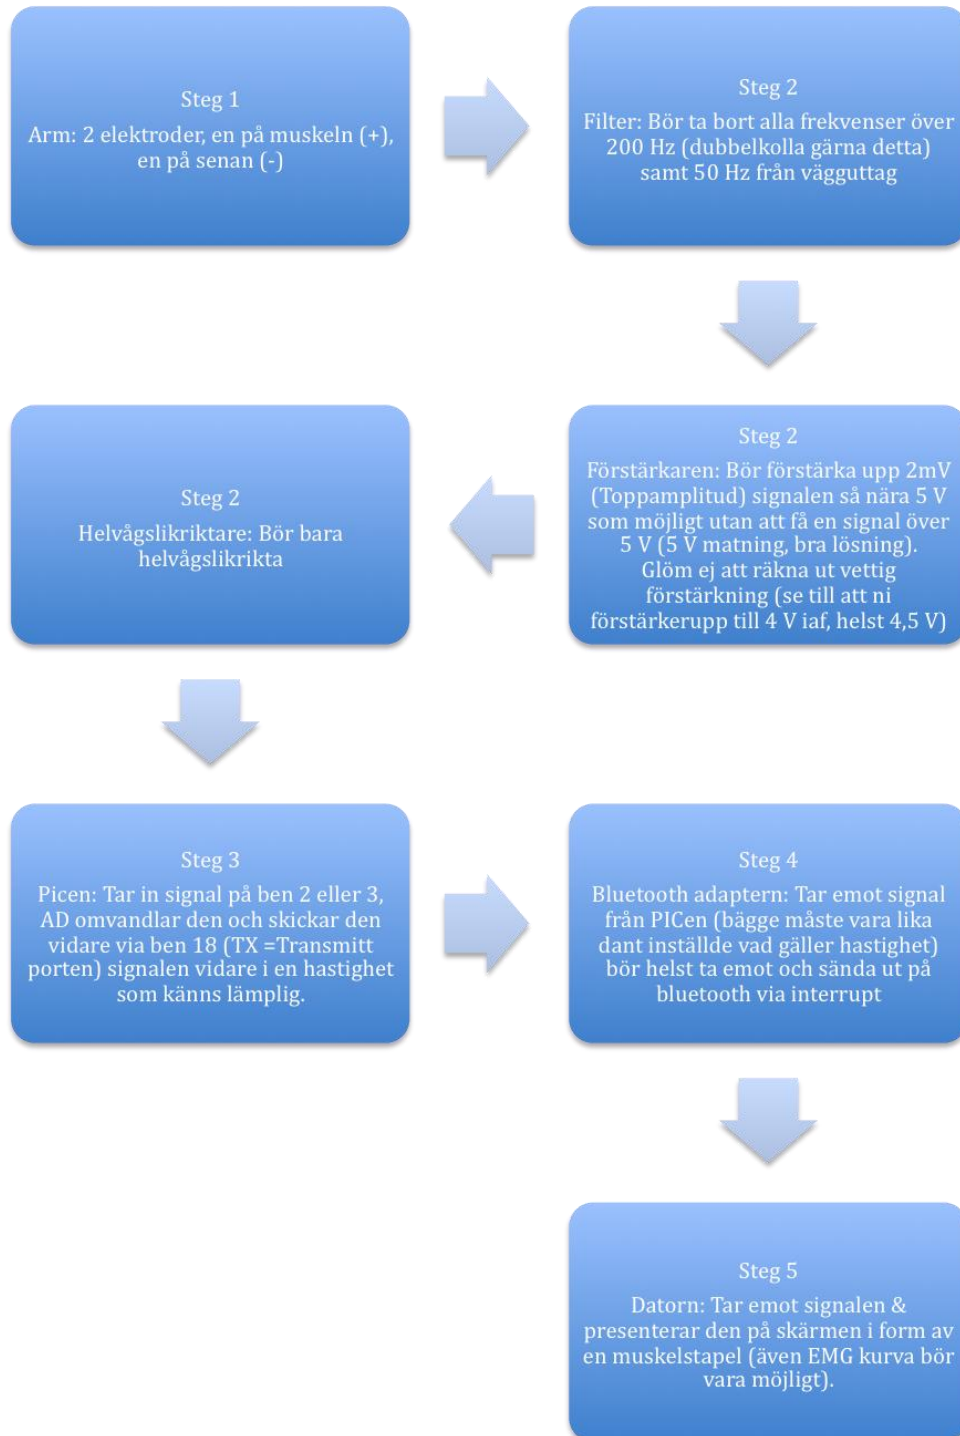 Steg 1
Arm: 2 elektroder, en på muskeln (+),
en på senan (-)
Steg 2
Filter: Bör ta bort alla frekvenser över
200 Hz (dubbelkolla gärna detta)
samt 50 Hz från vägguttag
Steg 2
Förstärkaren: Bör förstärka upp 2mV
(Toppamplitud) signalen så nära 5 V
som möjligt utan att få en signal över
5 V (5 V matning, bra lösning).
Glöm ej att räkna ut vettig
förstärkning (se till att ni
förstärkerupp till 4 V iaf, helst 4,5 V)
Steg 2
Helvågslikriktare: Bör bara
helvågslikrikta
Steg 3
Picen: Tar in signal på ben 2 eller 3,
AD omvandlar den och skickar den
vidare via ben 18 (TX =Transmitt
porten) signalen vidare i en hastighet
som känns lämplig.
Steg 4
Bluetooth adaptern: Tar emot signal
från PICen (bägge måste vara lika
dant inställde vad gäller hastighet)
bör helst ta emot och sända ut på
bluetooth via interrupt
Steg 5
Datorn: Tar emot signalen &
presenterar den på skärmen i form av
en muskelstapel (även EMG kurva bör
vara möjligt).